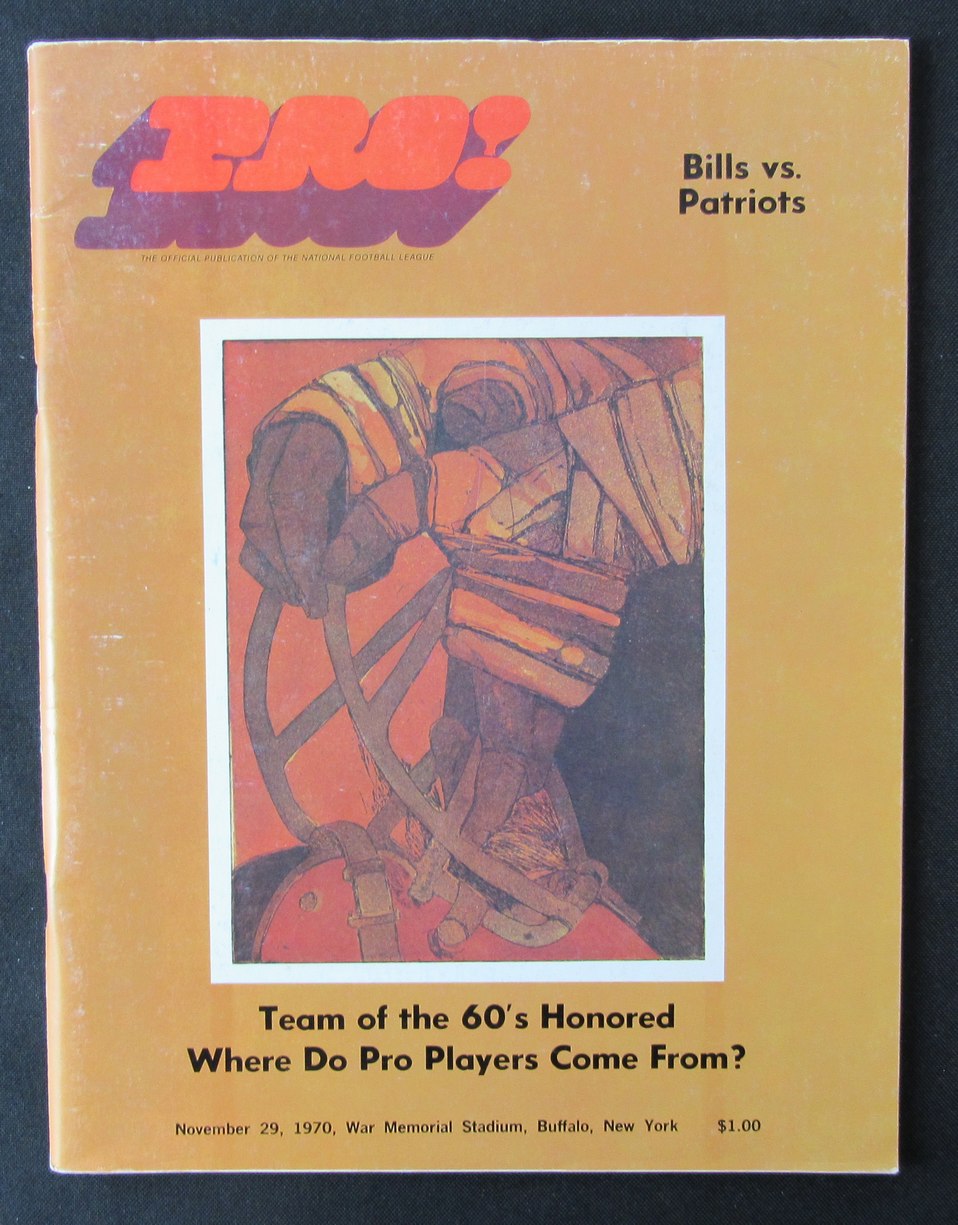 PRO!
THE OFFICIAL PUBLICATION OF THE NATIONAL FOOTBALL LEAGUE
Bills vs.
Patriots
Team of the 60's Honored
Where Do Pro Players Come From?
November 29, 1970, War Memorial Stadium, Buffalo, New York $1.00